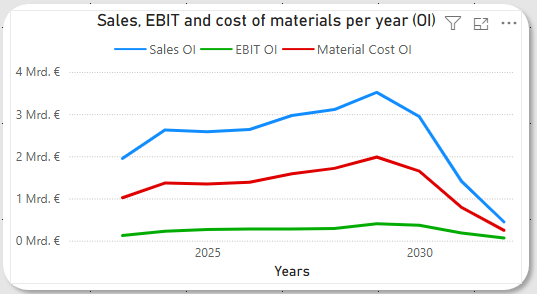 Sales, EBIT and cost of materials per year (OI)
Sales OI EBIT OI Material Cost OI
4 Mrd. €
3 Mrd. €
2 Mrd. €
1 Mrd. €
0 Mrd. €
2025 2030
Years